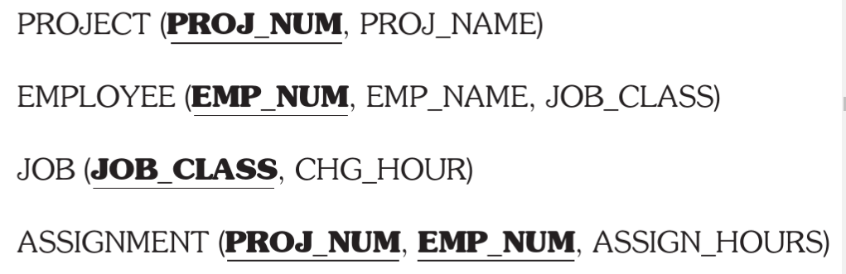 PROJECT (PROJ_NUM, PROJ_NAME)
EMPLOYEE (EMP_NUM, EMP_NAME, JOB_CLASS)
JOB (JOB_CLASS, CHG_HOUR)
ASSIGNMENT (PROJ_NUM, EMP_NUM, ASSIGN_HOURS)